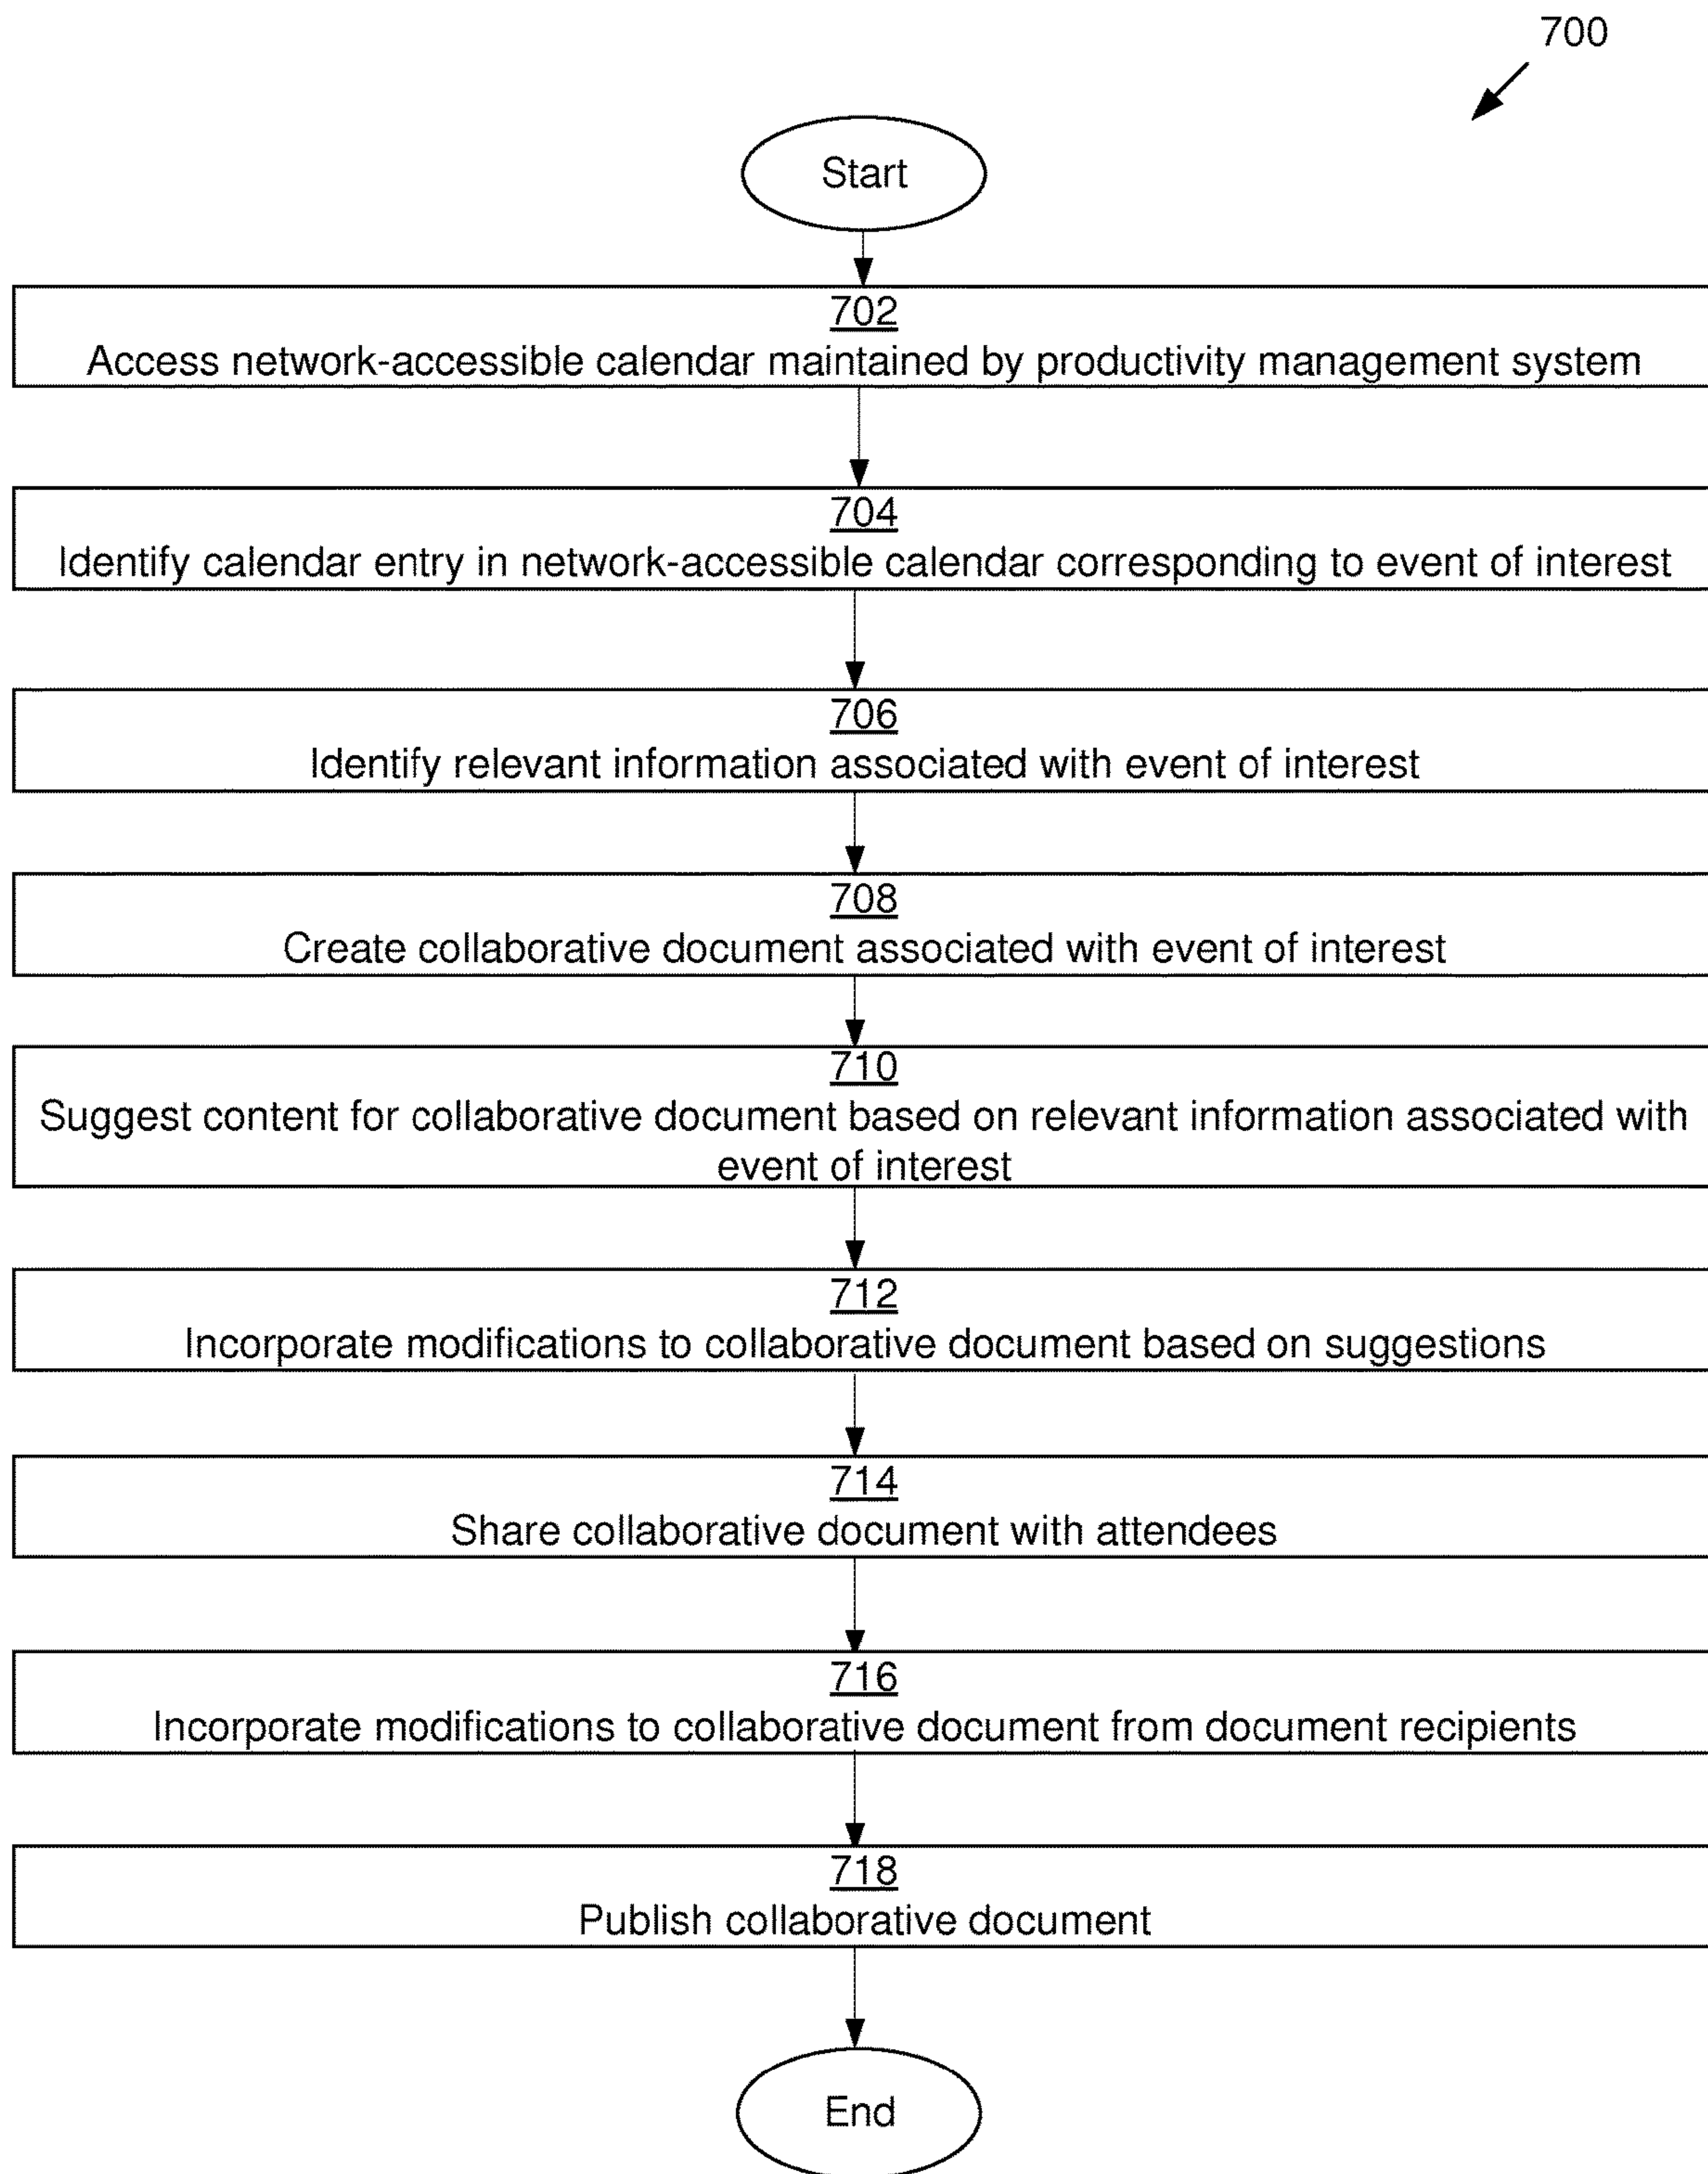 700
Start
702
Access network-accessible calendar maintained by productivity management system
704
Identify calendar entry in network-accessible calendar corresponding to event of interest
706
Identify relevant information associated with event of interest
708
Create collaborative document associated with event of interest
710
Suggest content for collaborative document based on relevant information associated with
event of interest
712
Incorporate modifications to collaborative document based on suggestions
714
Share collaborative document with attendees
716
Incorporate modifications to collaborative document from document recipients
718
Publish collaborative document
End